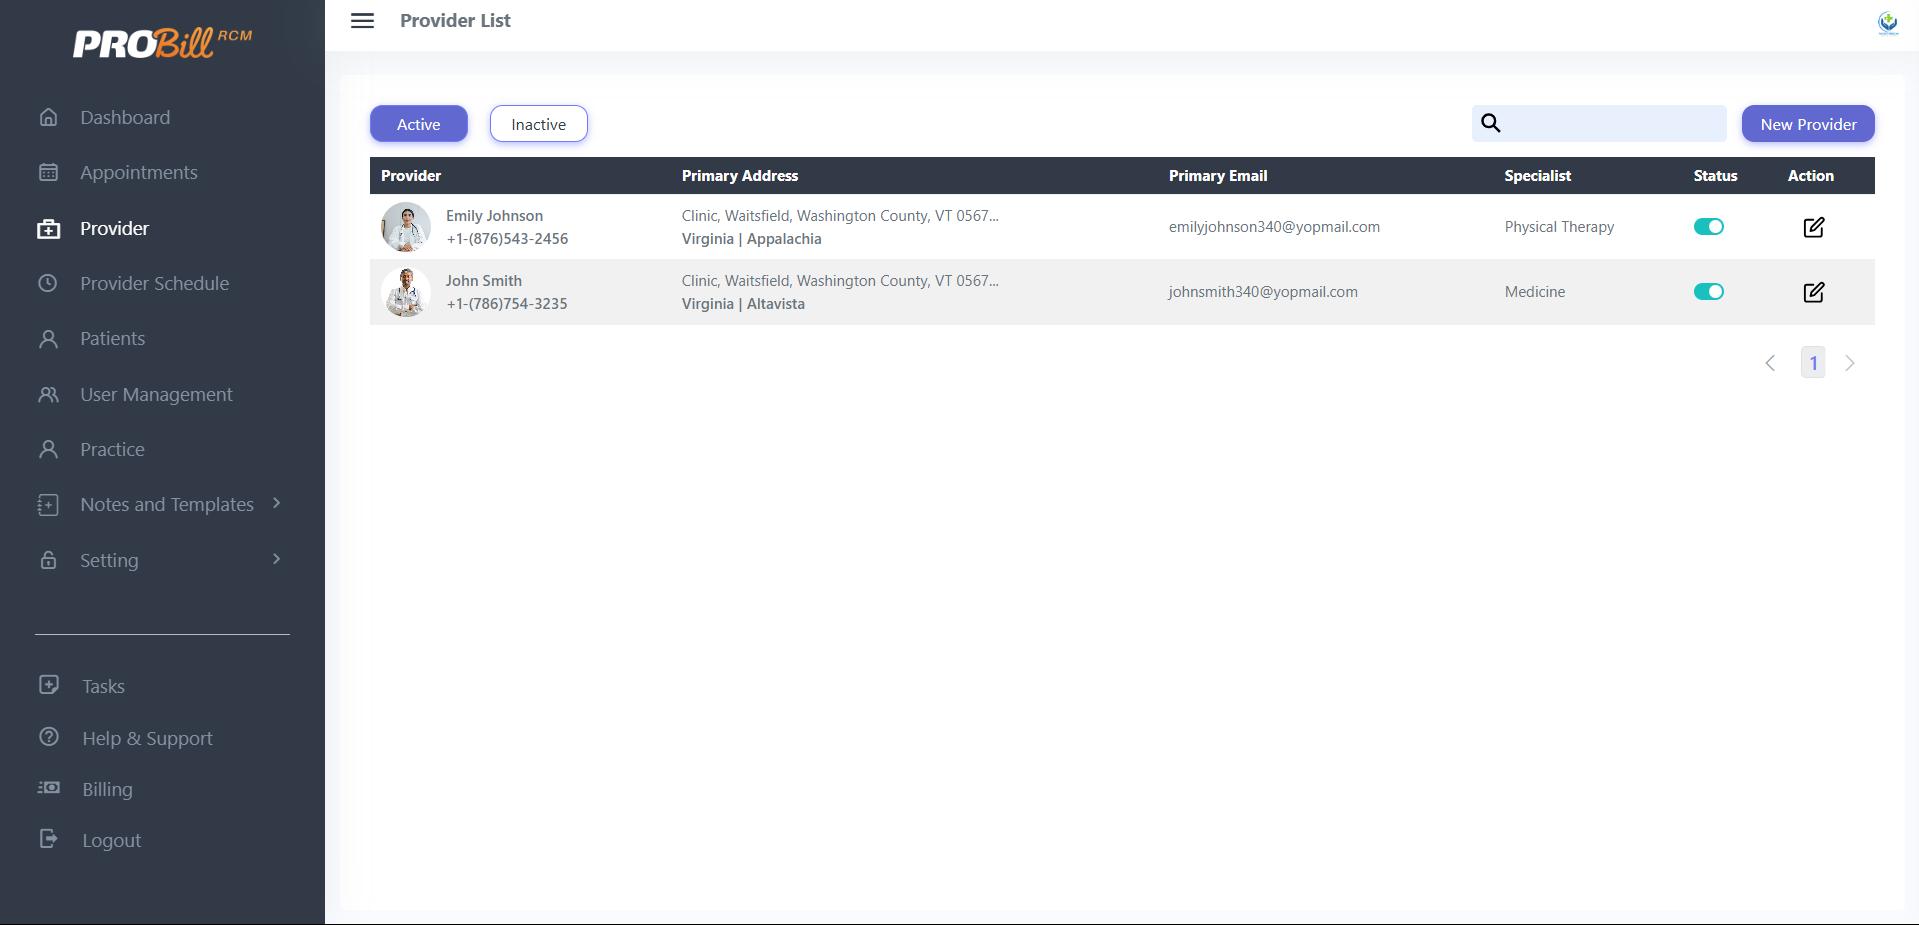 PROBill RCM
Provider List
Dashboard
Appointments
Provider
Provider Schedule
Patients
User Management
Practice
Notes and Templates
Setting
Tasks
Help & Support
Billing
Logout
Active
Inactive
New Provider
Provider Primary Address Primary Email Specialist Status Action
Emily Johnson
+1-(876)543-2456
Clinic, Waitsfield, Washington County, VT 0567...
Virginia | Appalachia
emilyjohnson340@yopmail.com
Physical Therapy
John Smith
+1-(786)754-3235
Clinic, Waitsfield, Washington County, VT 0567...
Virginia | Altavista
johnsmith340@yopmail.com
Medicine
1